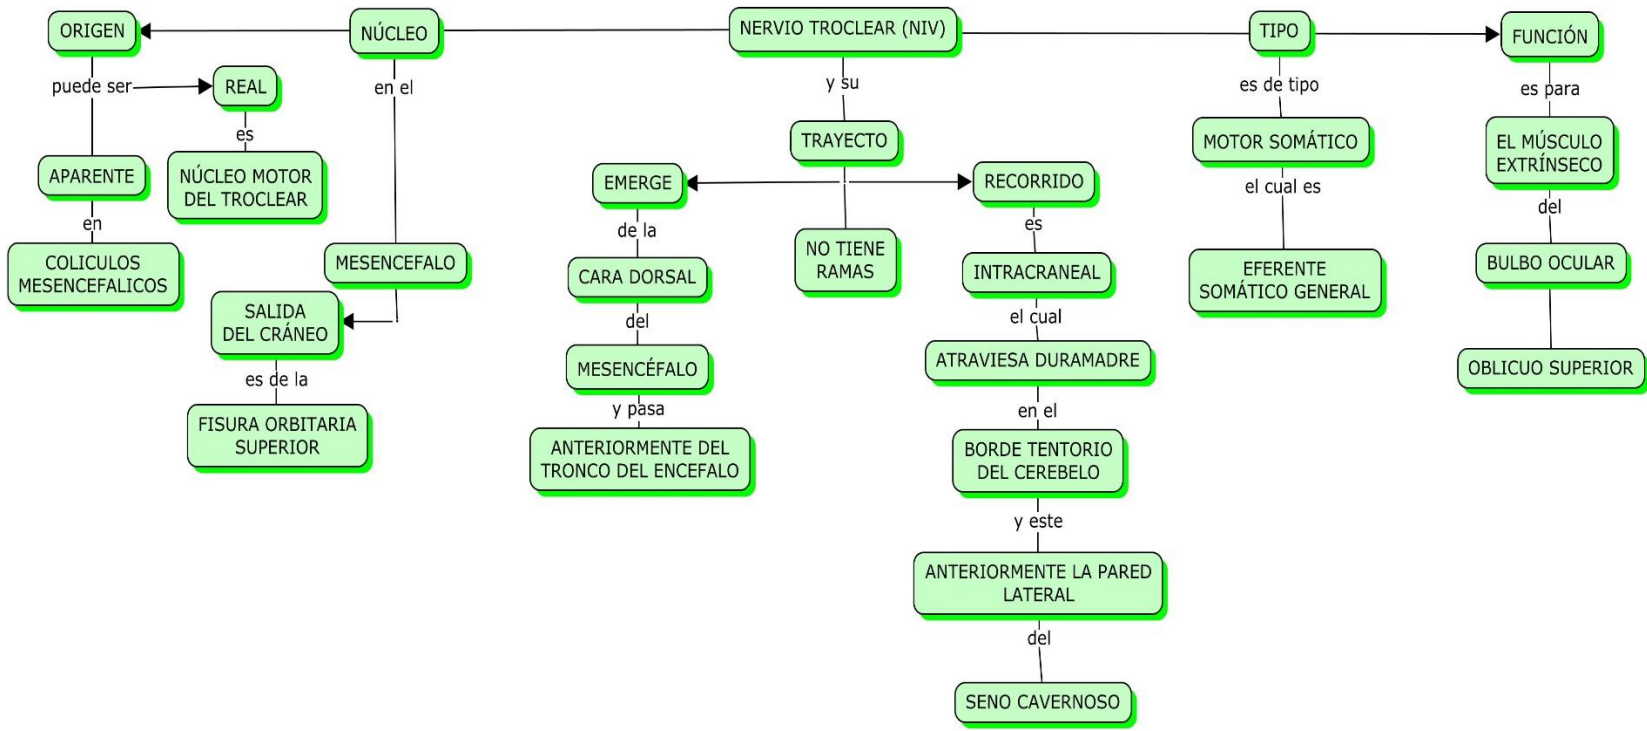 ORIGEN
NÚCLEO
NERVIO TROCLEAR (NIV)
TIPO
FUNCIÓN
puede ser
REAL
es
NÚCLEO MOTOR
DEL TROCLEAR
APARENTE
en
COLICULOS
MESENCEFALICOS
en el
MESENCEFALO
SALIDA
DEL CRÁNEO
es de la
FISURA ORBITARIA
SUPERIOR
y su
TRAYECTO
NO TIENE
RAMAS
EMERGE
de la
CARA DORSAL
del
MESENCÉFALO
y pasa
ANTERIORMENTE DEL
TRONCO DEL ENCEFALO
RECORRIDO
es
INTRACRANEAL
el cual
ATRAVIESA DURAMADRE
en el
BORDE TENTORIO
DEL CEREBELO
y este
ANTERIORMENTE LA PARED
LATERAL
del
SENO CAVERNOSO
es de tipo
MOTOR SOMÁTICO
el cual es
EFERENTE
SOMÁTICO GENERAL
es para
EL MÚSCULO
EXTRÍNSECO
del
BULBO OCULAR
OBLICUO SUPERIOR